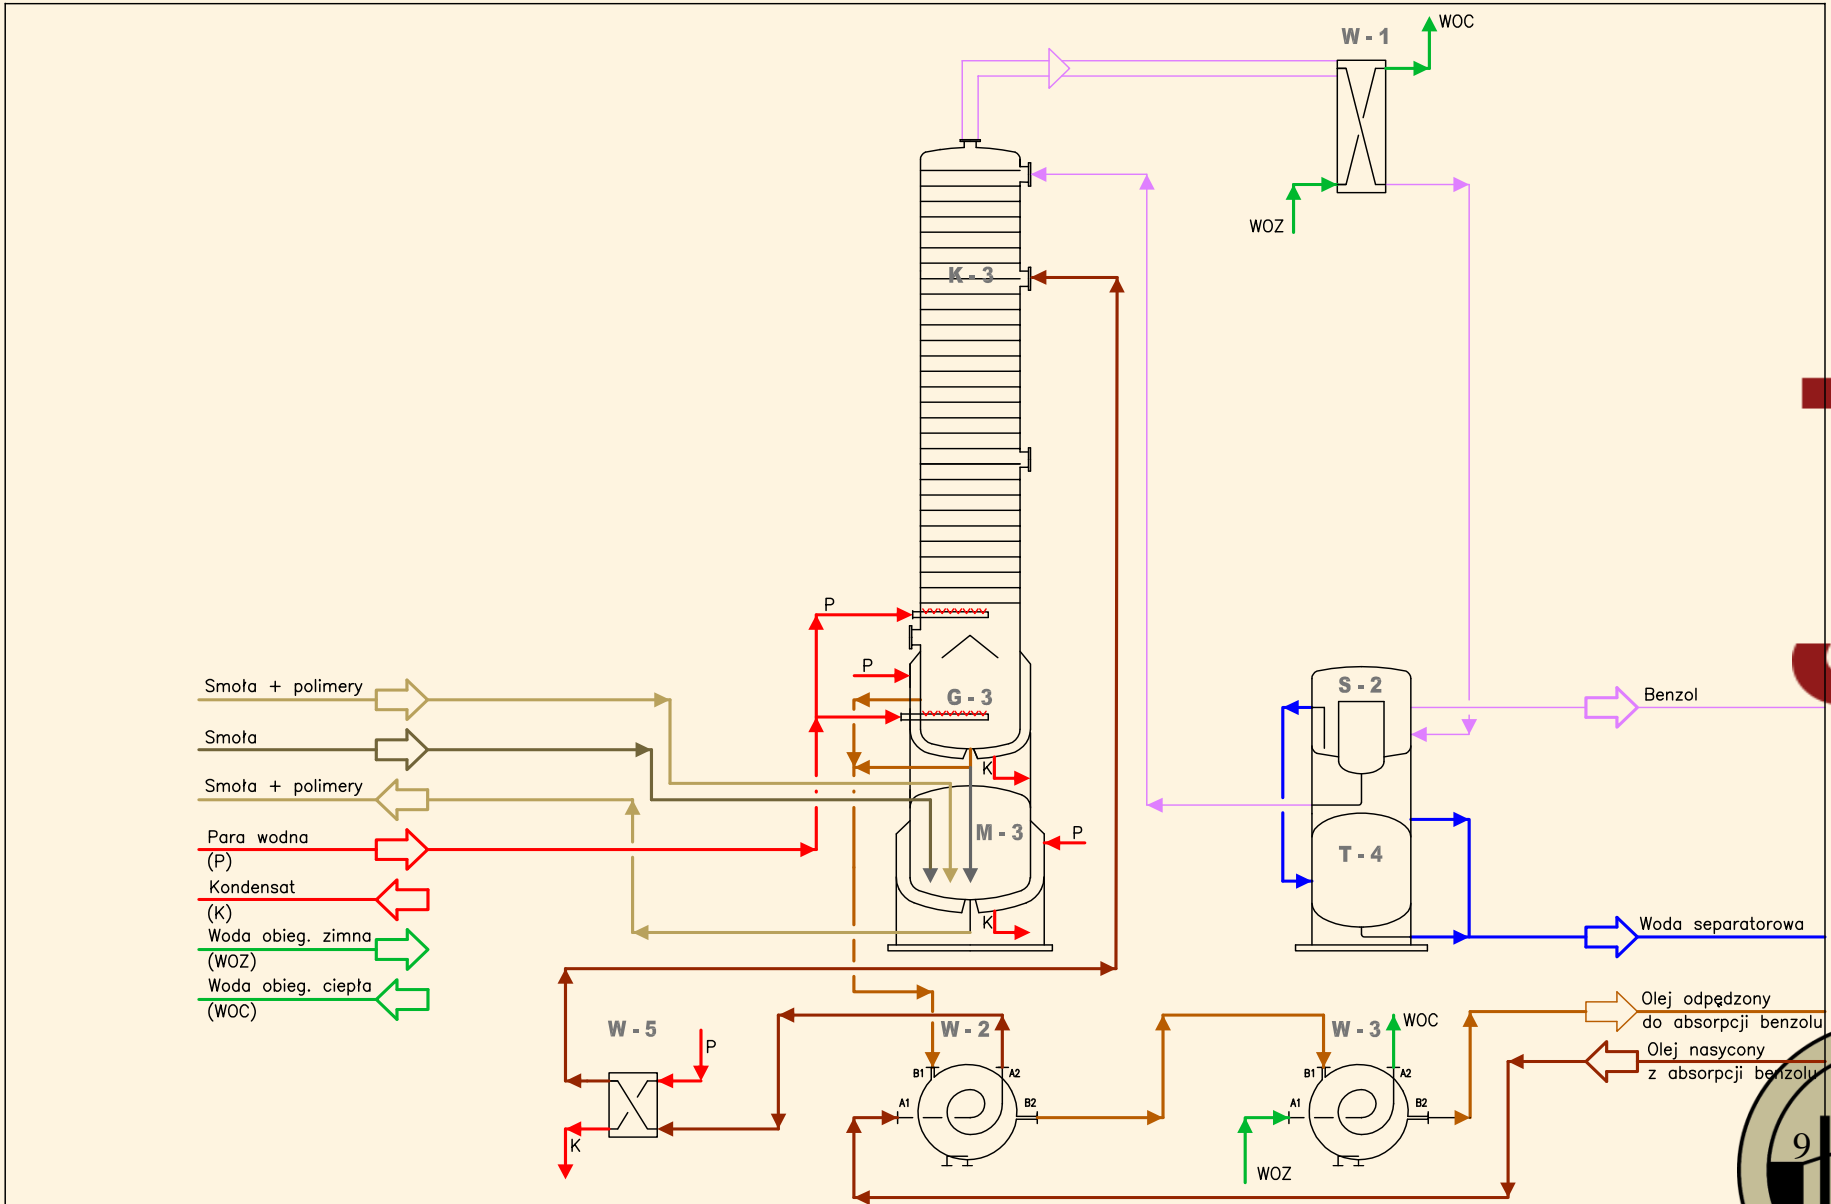 WOC
W - 1
WOZ
K - 3
P
P
Smoła + polimery
G - 3
S - 2
Benzol
Smoła
K
Smoła + polimery
Para wodna
(P)
M - 3
P
T - 4
Kondensat
(K)
K
Woda separatorowa
Woda obieg. zimna
(WOZ)
Woda obieg. ciepła
(WOC)
Olej odpędzony
do absorpcji benzolu
W - 5
W - 2
W - 3
WOC
P
Olej nasycony
z absorpcji benzolu
B1
A2
B1
A2
A1
B2
A1
B2
K
WOZ
9